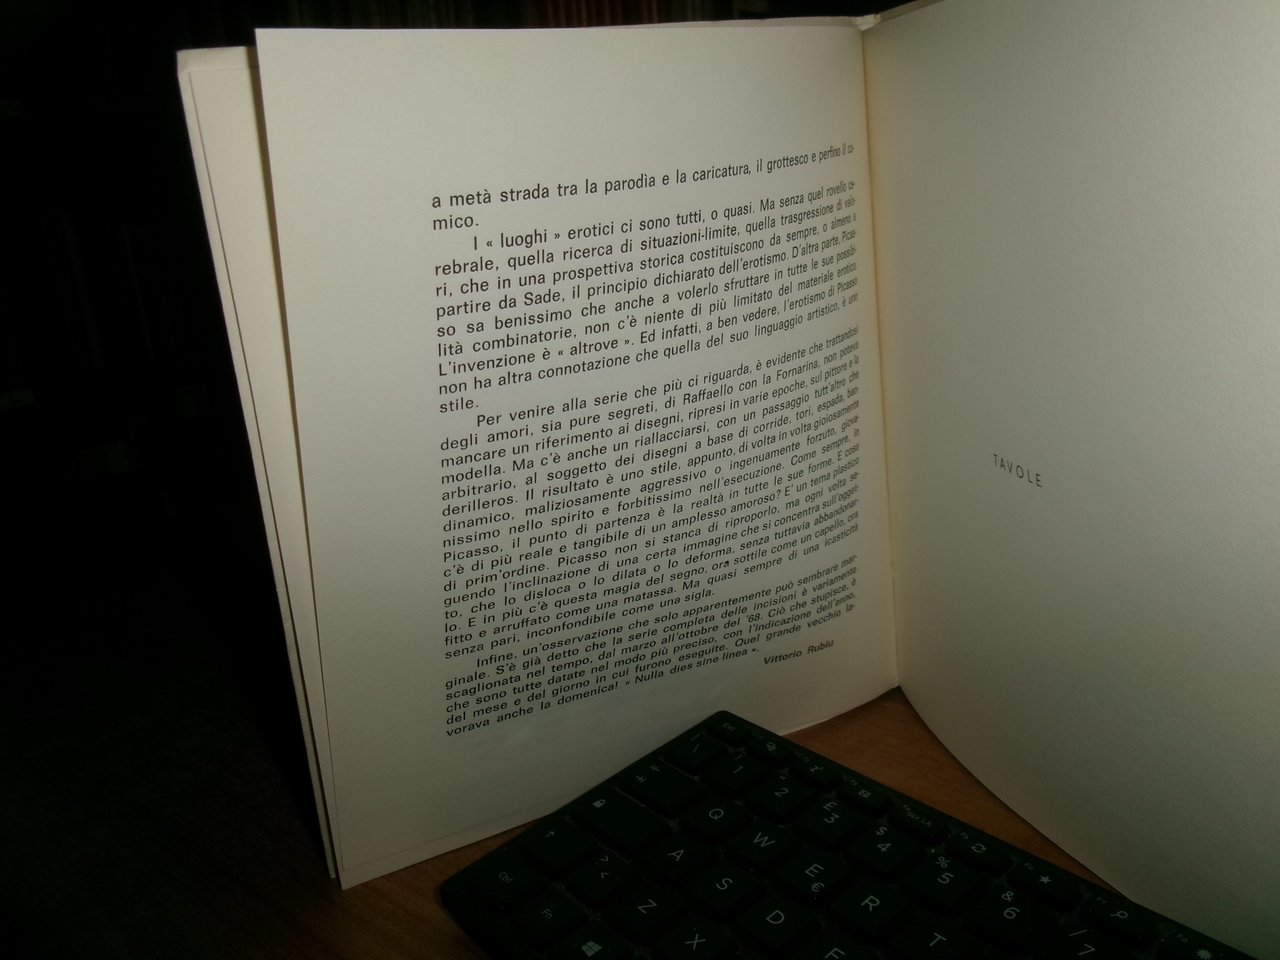 a metà strada tra la parodìa e la caricatura, il grottesco e perfino il co-
mico.
I « luoghi » erotici ci sono tutti, o quasi. Ma senza quel rovello ce-
rebrale, quella ricerca di situazioni-limite, quella trasgressione di valo-
ri, che in una prospettiva storica costituiscono da sempre, o almeno a
partire da Sade, il principio dichiarato dell'erotismo. D'altra parte, Picas-
so sa benissimo che anche a volerlo sfruttare in tutte le sue possibi-
lità combinatorie, non c'è niente di più limitato del materiale erotico.
L'invenzione è « altrove ». Ed infatti, a ben vedere, l'erotismo di Picasso
non ha altra connotazione che quella del suo linguaggio artistico, è uno
stile.
Per venire alla serie che più ci riguarda, è evidente che trattandosi
degli amori, sia pure segreti, di Raffaello con la Fornarina, non poteva
mancare un riferimento ai disegni, ripresi in varie epoche, sul pittore e la
modella. Ma c'è anche un riallacciarsi, con un passaggio tutt'altro che
arbitrario, al soggetto dei disegni a base di corride, tori, espada, ban-
derilleros. Il risultato è uno stile, appunto, di volta in volta gioiosamente
dinamico, maliziosamente aggressivo o ingenuamente forzuto, giova-
nissimo nello spirito e forbitissimo nell'esecuzione. Come sempre, in
Picasso, il punto di partenza è la realtà in tutte le sue forme. E cosa
c'è di più reale e tangibile di un amplesso amoroso? E' un tema plastico
di prim'ordine. Picasso non si stanca di riproporlo, ma ogni volta se-
guendo l'inclinazione di una certa immagine che si concentra sull'ogget-
to, che lo disloca o lo dilata o lo deforma, senza tuttavia abbandonar-
lo. E in più c'è questa magia del segno, ora sottile come un capello, ora
fitto e arruffato come una matassa. Ma quasi sempre di una icasticità
senza pari, inconfondibile come una sigla.
Infine, un'osservazione che solo apparentemente può sembrare mar-
ginale. S'è già detto che la serie completa delle incisioni è variamente
scaglionata nel tempo, dal marzo all'ottobre del '68. Ciò che stupisce, è
che sono tutte datate nel modo più preciso, con l'indicazione dell'anno,
del mese e del giorno in cui furono eseguite. Quel grande vecchio la-
vorava anche la domenica! « Nulla dies sine linea ».
Vittorio Rubiu
TAVOLE
\ 1 2 3 4 5 6 7
" £ § % &
Q W E R T
€
A S D F
Ctrl > < Z X
Fn